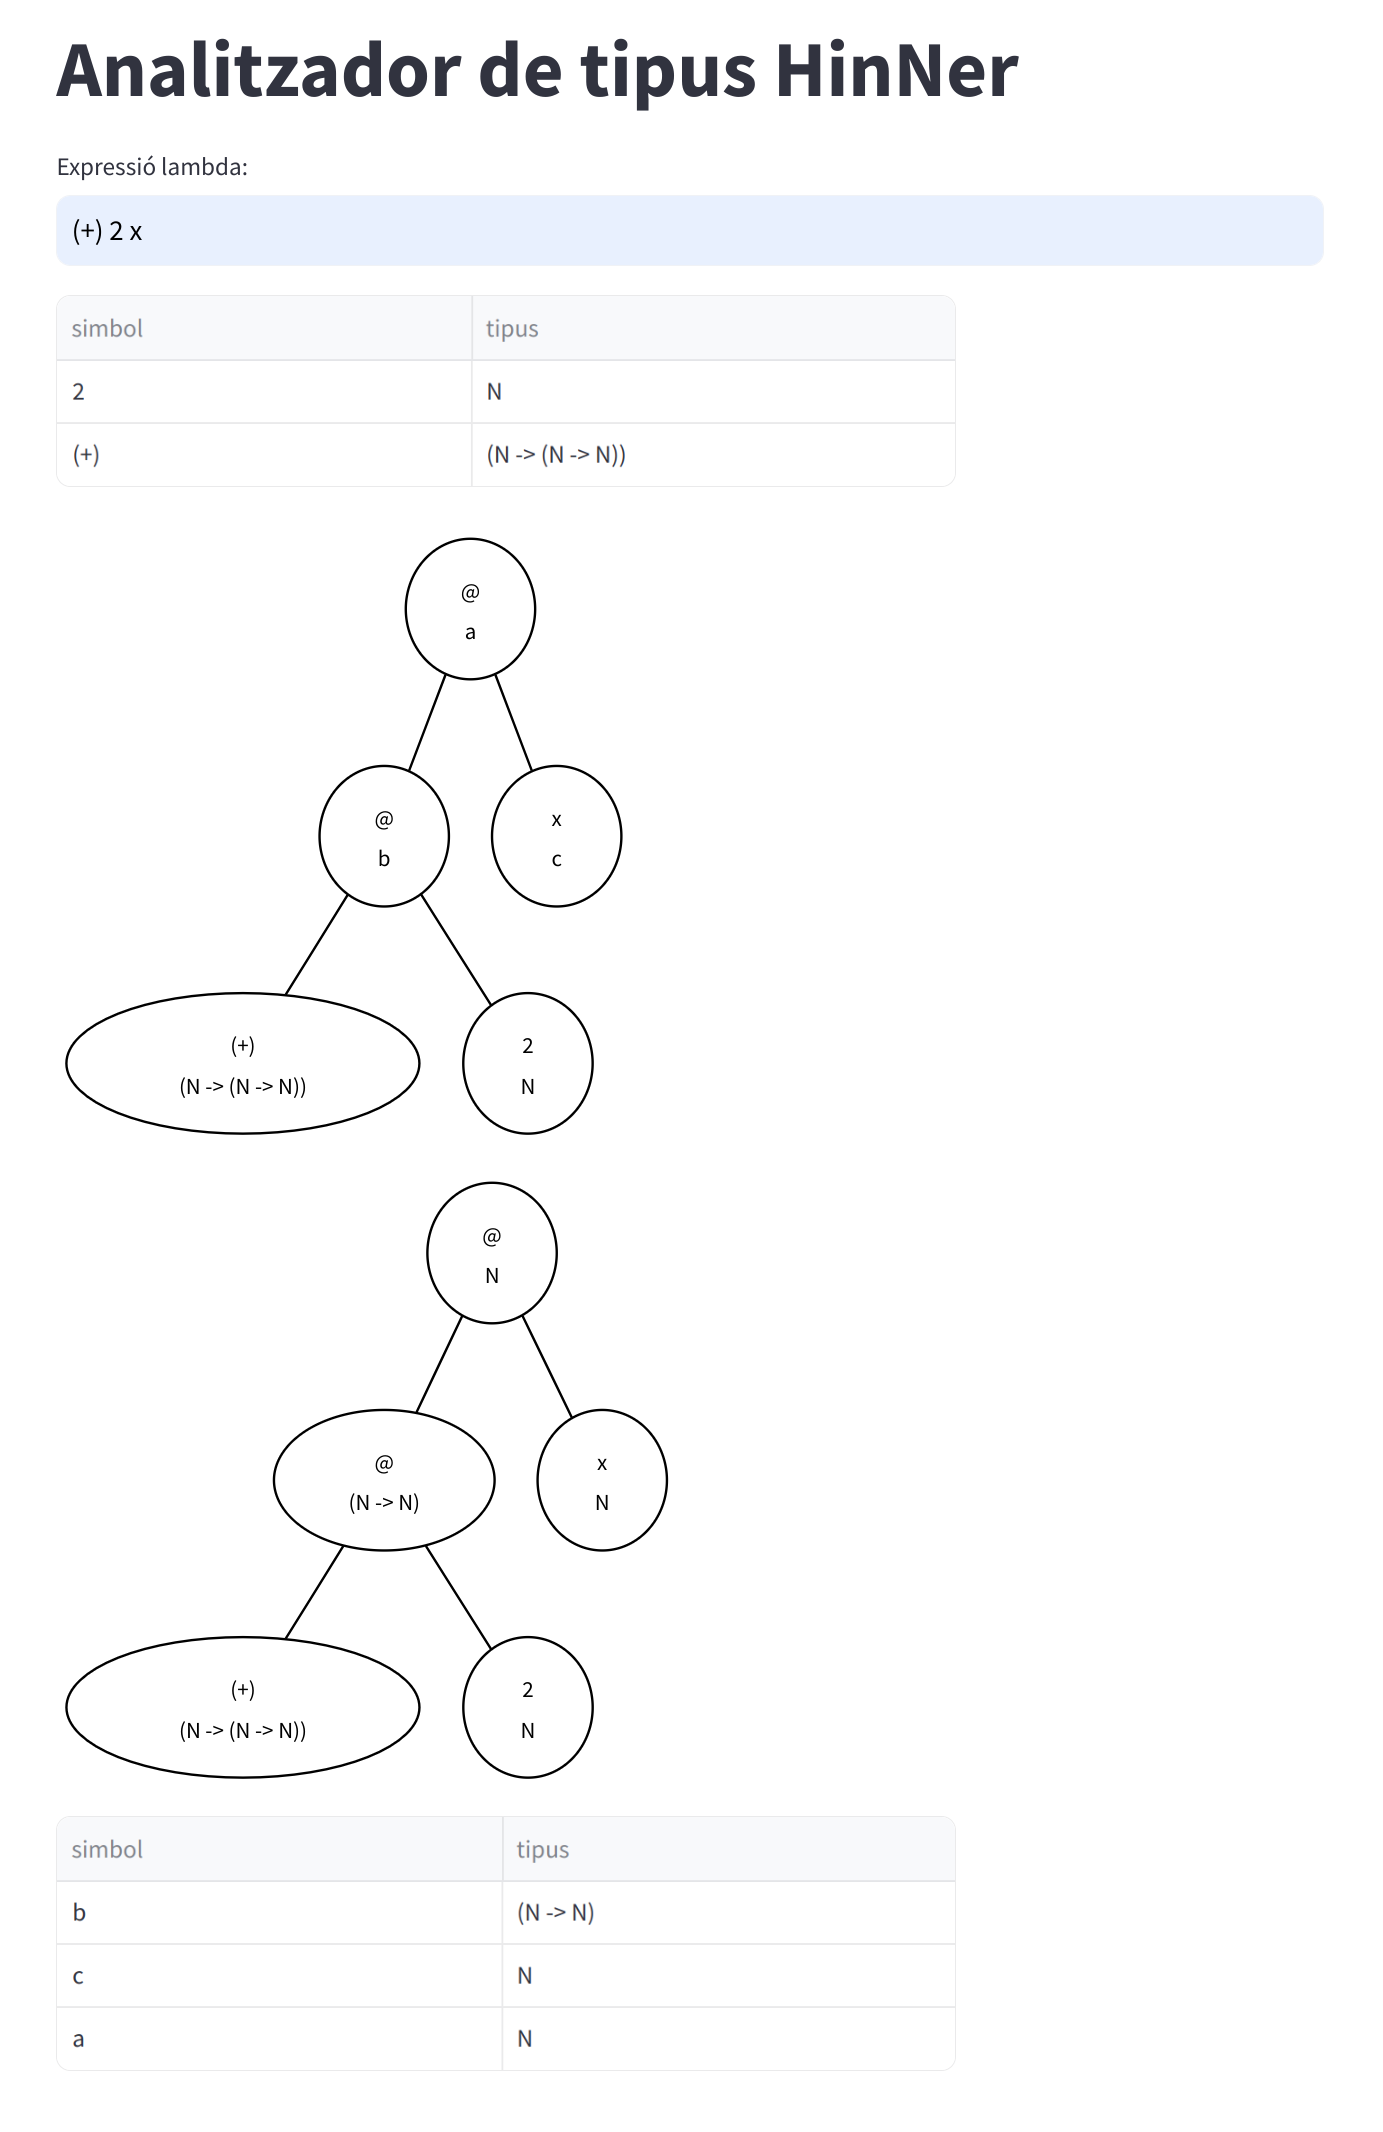 Analitzador de tipus HinNer
Expressió lambda:
(+) 2 x
simbol tipus
2 N
(+) (N -> (N -> N))
@
a
@
b
x
c
(+)
(N -> (N -> N))
2
N
@
N
@
(N -> N)
x
N
(+)
(N -> (N -> N))
2
N
simbol tipus
b (N -> N)
c N
a N